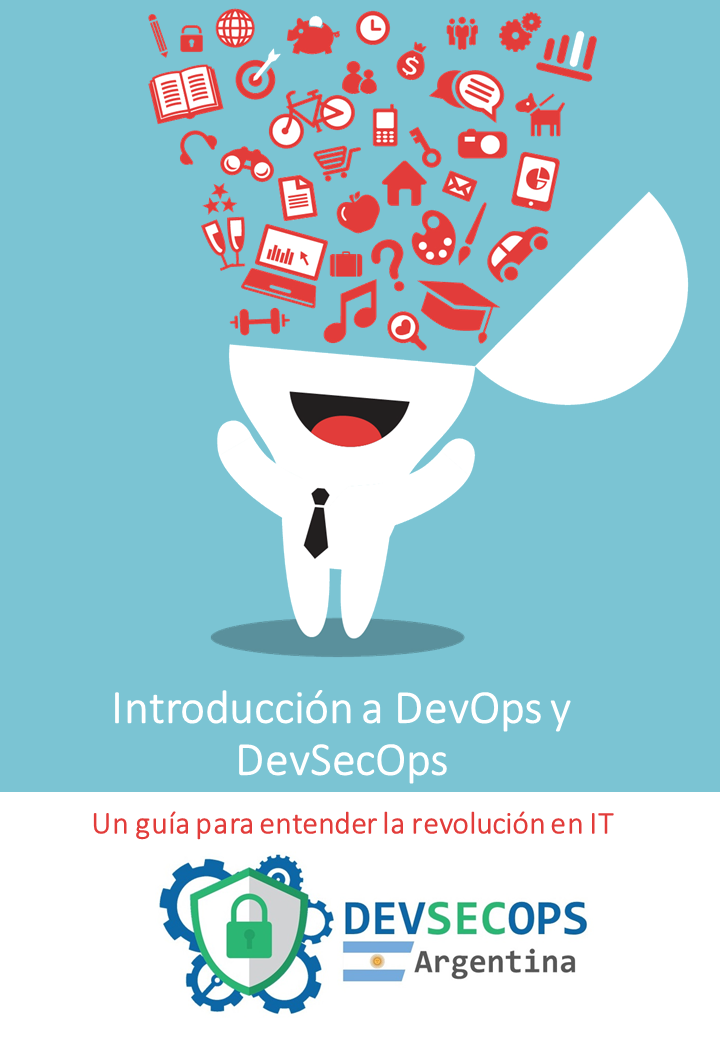 Introducción a DevOps y
DevSecOps
Un guía para entender la revolución en IT
DEVSECOPS
Argentina